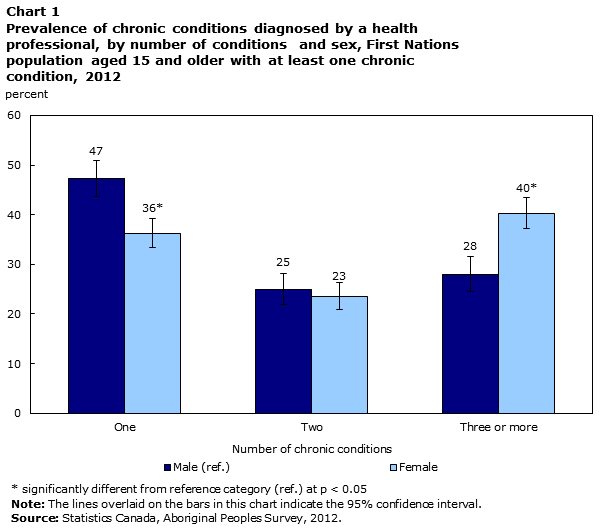 Chart 1
Prevalence of chronic conditions diagnosed by a health
professional, by number of conditions and sex, First Nations
population aged 15 and older with at least one chronic
condition, 2012
percent
60
50
40
30
20
10
0
47
36*
25
23
28
40*
One
Two
Three or more
Number of chronic conditions
Male (ref.)
Female
* significantly different from reference category (ref.) at p < 0.05
Note: The lines overlaid on the bars in this chart indicate the 95% confidence interval.
Source: Statistics Canada, Aboriginal Peoples Survey, 2012.